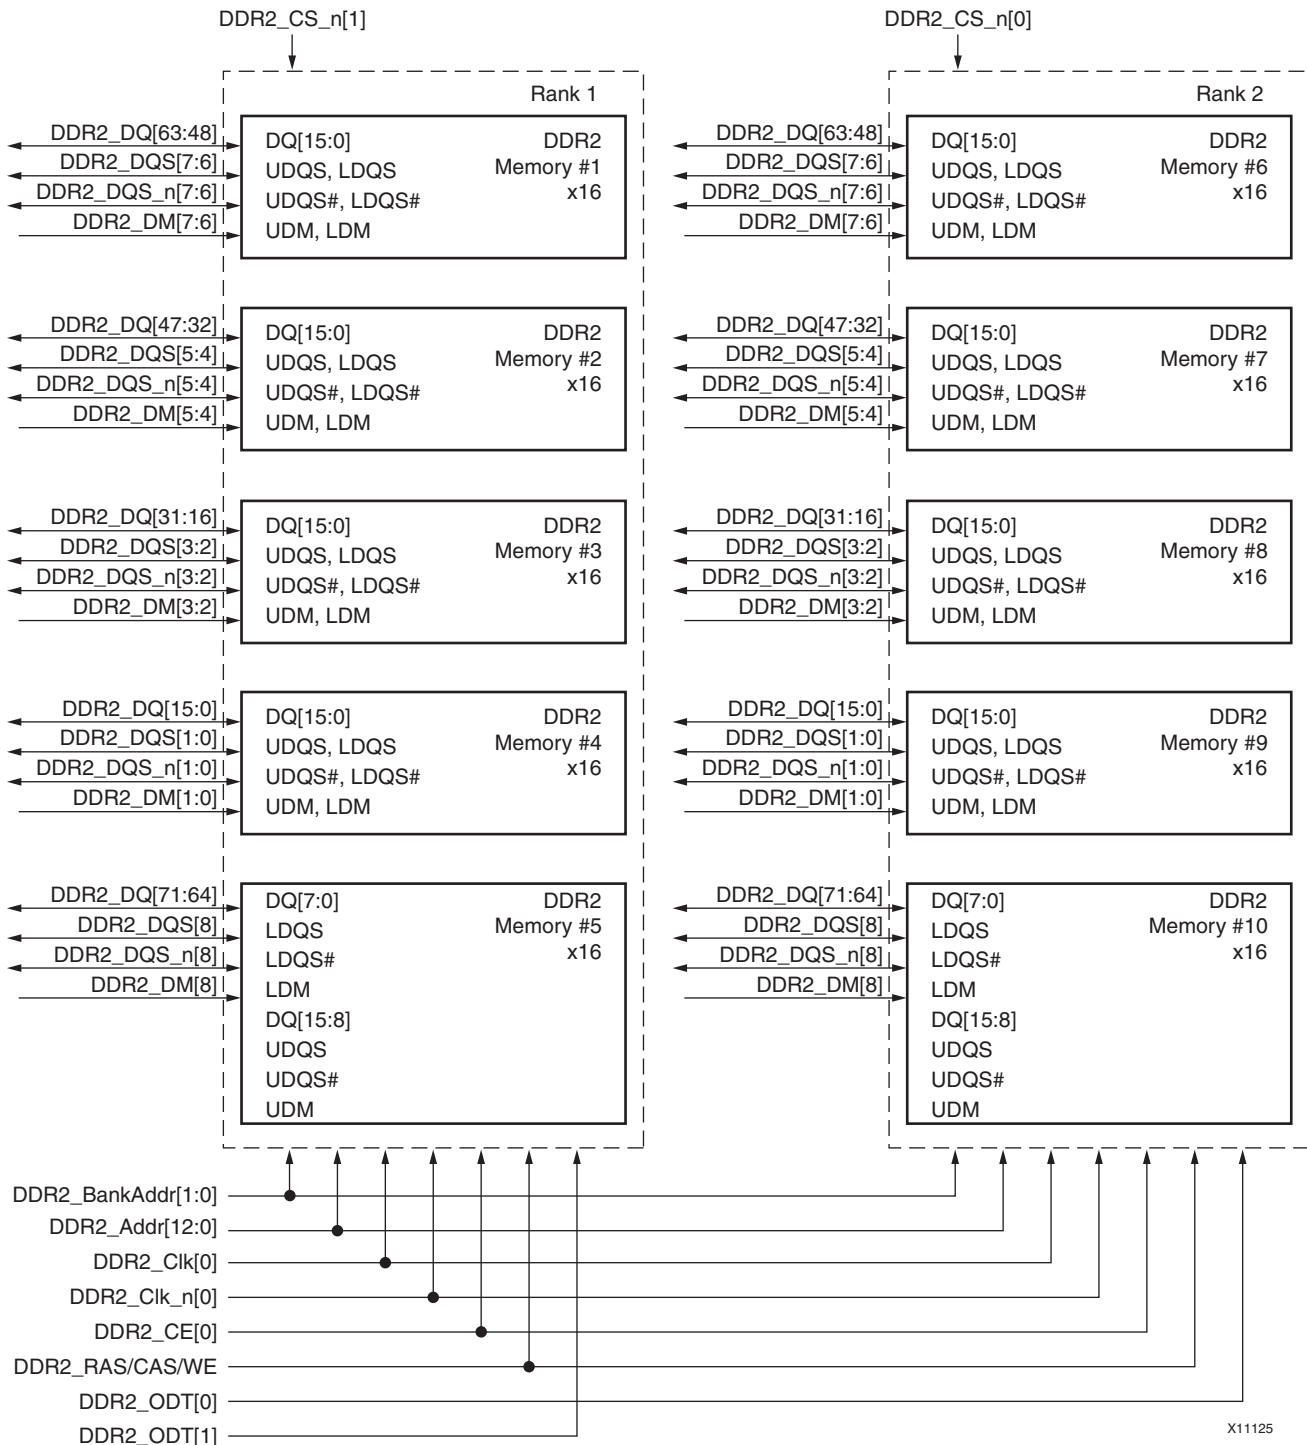 DDR2_CS_n[1]
DDR2_CS_n[0]
Rank 1
DDR2_DQ[63:48]
DDR2_DQS[7:6]
DDR2_DQS_n[7:6]
DDR2_DM[7:6]
DQ[15:0]
UDQS, LDQS
UDQS#, LDQS#
UDM, LDM
DDR2
Memory #1
x16
DDR2_DQ[47:32]
DDR2_DQS[5:4]
DDR2_DQS_n[5:4]
DDR2_DM[5:4]
DQ[15:0]
UDQS, LDQS
UDQS#, LDQS#
UDM, LDM
DDR2
Memory #2
x16
DDR2_DQ[31:16]
DDR2_DQS[3:2]
DDR2_DQS_n[3:2]
DDR2_DM[3:2]
DQ[15:0]
UDQS, LDQS
UDQS#, LDQS#
UDM, LDM
DDR2
Memory #3
x16
DDR2_DQ[15:0]
DDR2_DQS[1:0]
DDR2_DQS_n[1:0]
DDR2_DM[1:0]
DQ[15:0]
UDQS, LDQS
UDQS#, LDQS#
UDM, LDM
DDR2
Memory #4
x16
DDR2_DQ[71:64]
DDR2_DQS[8]
DDR2_DQS_n[8]
DDR2_DM[8]
DQ[7:0]
LDQS
LDQS#
LDM
DQ[15:8]
UDQS
UDQS#
UDM
DDR2
Memory #5
x16
Rank 2
DDR2_DQ[63:48]
DDR2_DQS[7:6]
DDR2_DQS_n[7:6]
DDR2_DM[7:6]
DQ[15:0]
UDQS, LDQS
UDQS#, LDQS#
UDM, LDM
DDR2
Memory #6
x16
DDR2_DQ[47:32]
DDR2_DQS[5:4]
DDR2_DQS_n[5:4]
DDR2_DM[5:4]
DQ[15:0]
UDQS, LDQS
UDQS#, LDQS#
UDM, LDM
DDR2
Memory #7
x16
DDR2_DQ[31:16]
DDR2_DQS[3:2]
DDR2_DQS_n[3:2]
DDR2_DM[3:2]
DQ[15:0]
UDQS, LDQS
UDQS#, LDQS#
UDM, LDM
DDR2
Memory #8
x16
DDR2_DQ[15:0]
DDR2_DQS[1:0]
DDR2_DQS_n[1:0]
DDR2_DM[1:0]
DQ[15:0]
UDQS, LDQS
UDQS#, LDQS#
UDM, LDM
DDR2
Memory #9
x16
DDR2_DQ[71:64]
DDR2_DQS[8]
DDR2_DQS_n[8]
DDR2_DM[8]
DQ[7:0]
LDQS
LDQS#
LDM
DQ[15:8]
UDQS
UDQS#
UDM
DDR2
Memory #10
x16
DDR2_BankAddr[1:0]
DDR2_Addr[12:0]
DDR2_Clk[0]
DDR2_Clk_n[0]
DDR2_CE[0]
DDR2_RAS/CAS/WE
DDR2_ODT[0]
DDR2_ODT[1]
X11125